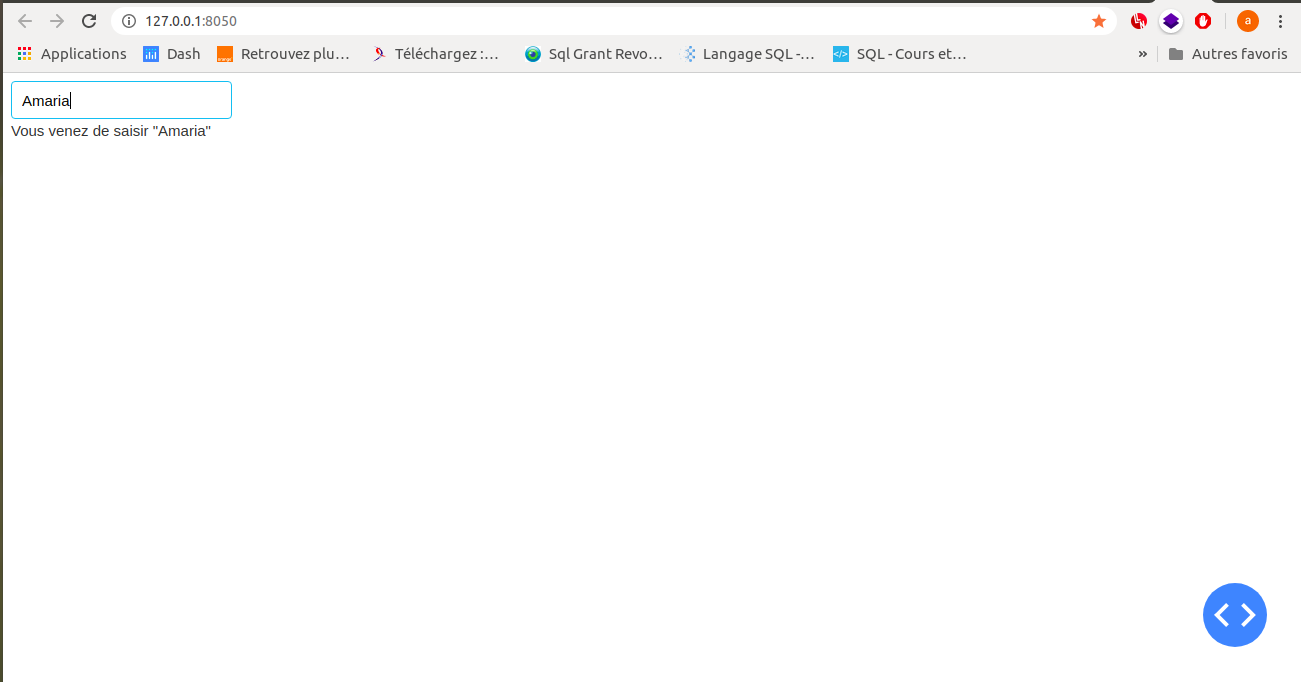 127.0.0.1:8050
a
Applications Dash Retrouvez plu… Téléchargez :… Sql Grant Revo… Langage SQL -… SQL - Cours et… » Autres favoris
Amaria
Vous venez de saisir "Amaria"